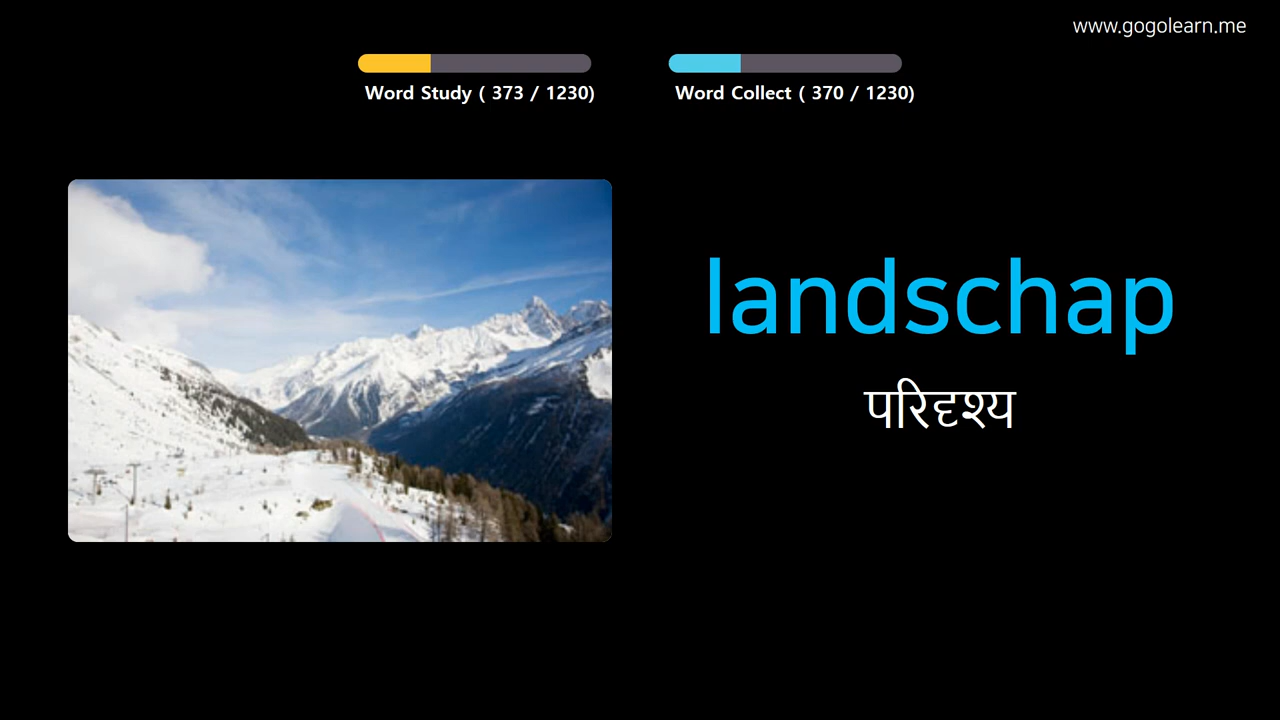 www.gogolearn.me
Word Study ( 373 / 1230)
Word Collect ( 370 / 1230)
landschap
परिदृश्य